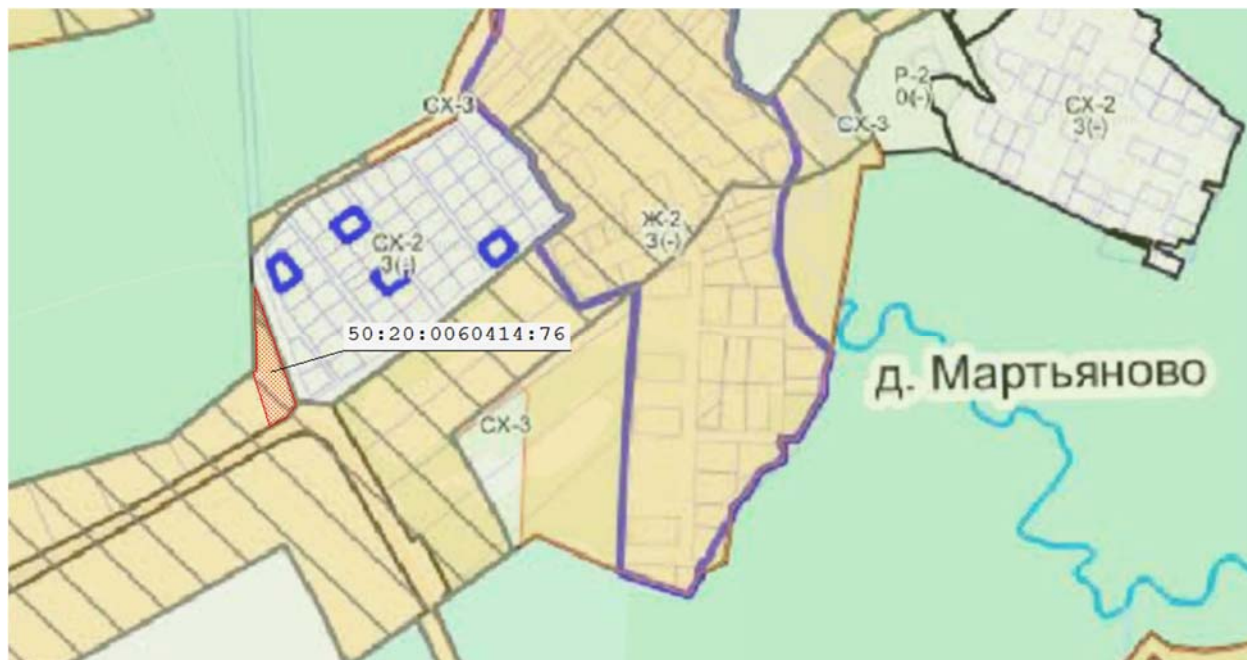 СХ-3
Р-2
0(-)
СХ-2
3(-)
СХ-3
Ж-2
3(-)
СХ-2
3(-)
50:20:0060414:76
д. Мартьяново
СХ-3